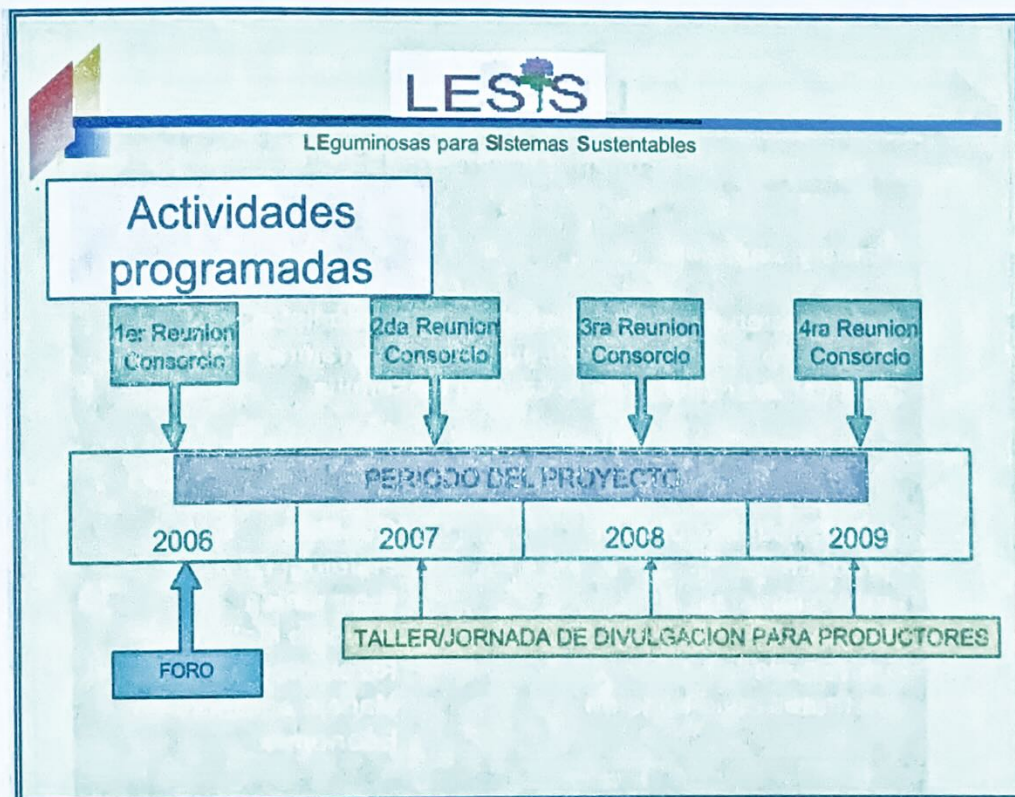 LESIS
LEguminosas para SIstemas Sustentables
Actividades
programadas
1er Reunion
Consorcio
2da Reunion
Consorcio
3ra Reunion
Consorcio
4ra Reunion
Consorcio
PERIODO DEL PROYECTO
2006
2007
2008
2009
TALLER/JORNADA DE DIVULGACION PARA PRODUCTORES
FORO